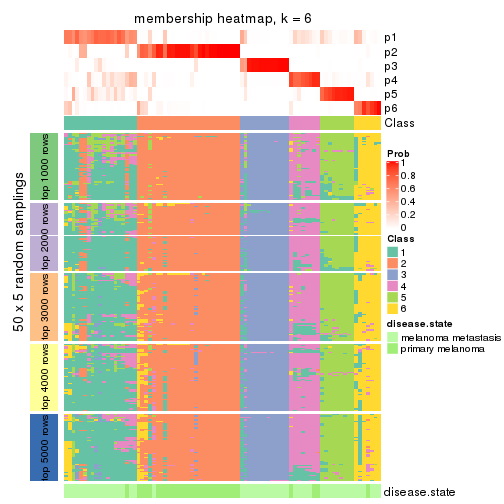 membership heatmap, k = 6
p1
p2
p3
p4
p5
p6
Class
50 x 5 random samplings
top 1000 rows
top 2000 rows
top 3000 rows
top 4000 rows
top 5000 rows
Prob
1
0.8
0.6
0.4
0.2
0
Class
1
2
3
4
5
6
disease.state
melanoma metastasis
primary melanoma
disease.state